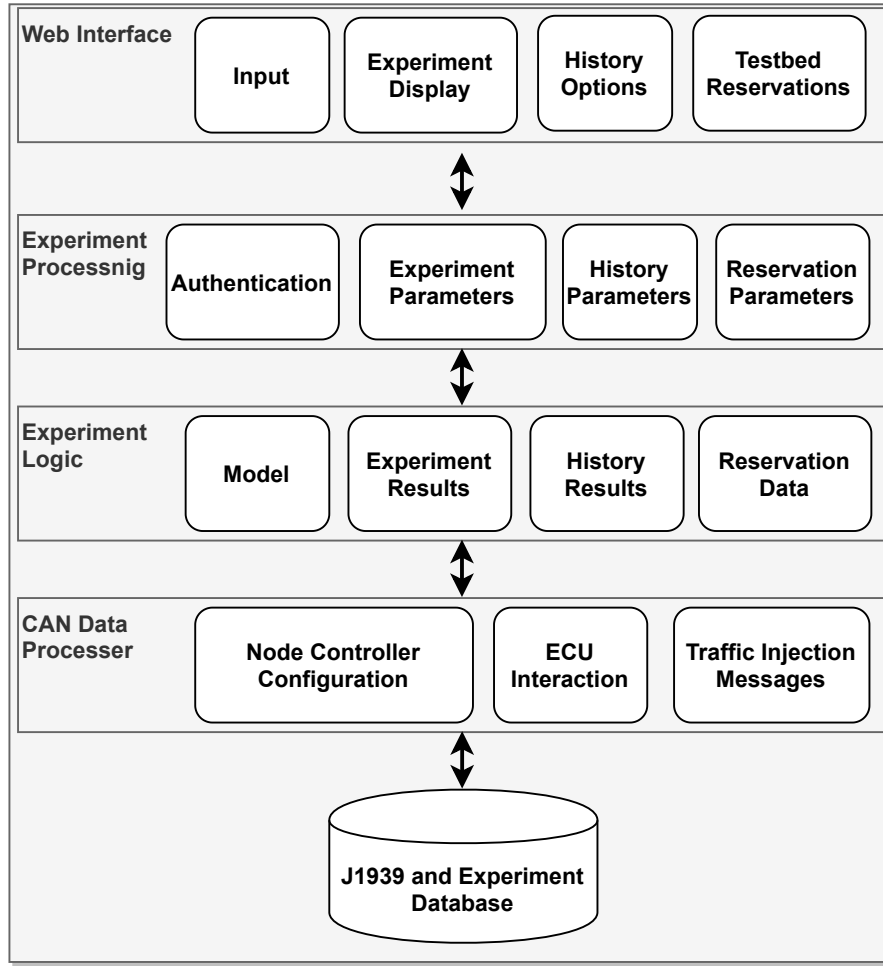 Web Interface
Input
Experiment
Display
History
Options
Testbed
Reservations
Experiment
Processnig
Authentication
Experiment
Parameters
History
Parameters
Reservation
Parameters
Experiment
Logic
Model
Experiment
Results
History
Results
Reservation
Data
CAN Data
Processer
Node Controller
Configuration
ECU
Interaction
Traffic Injection
Messages
J1939 and Experiment
Database